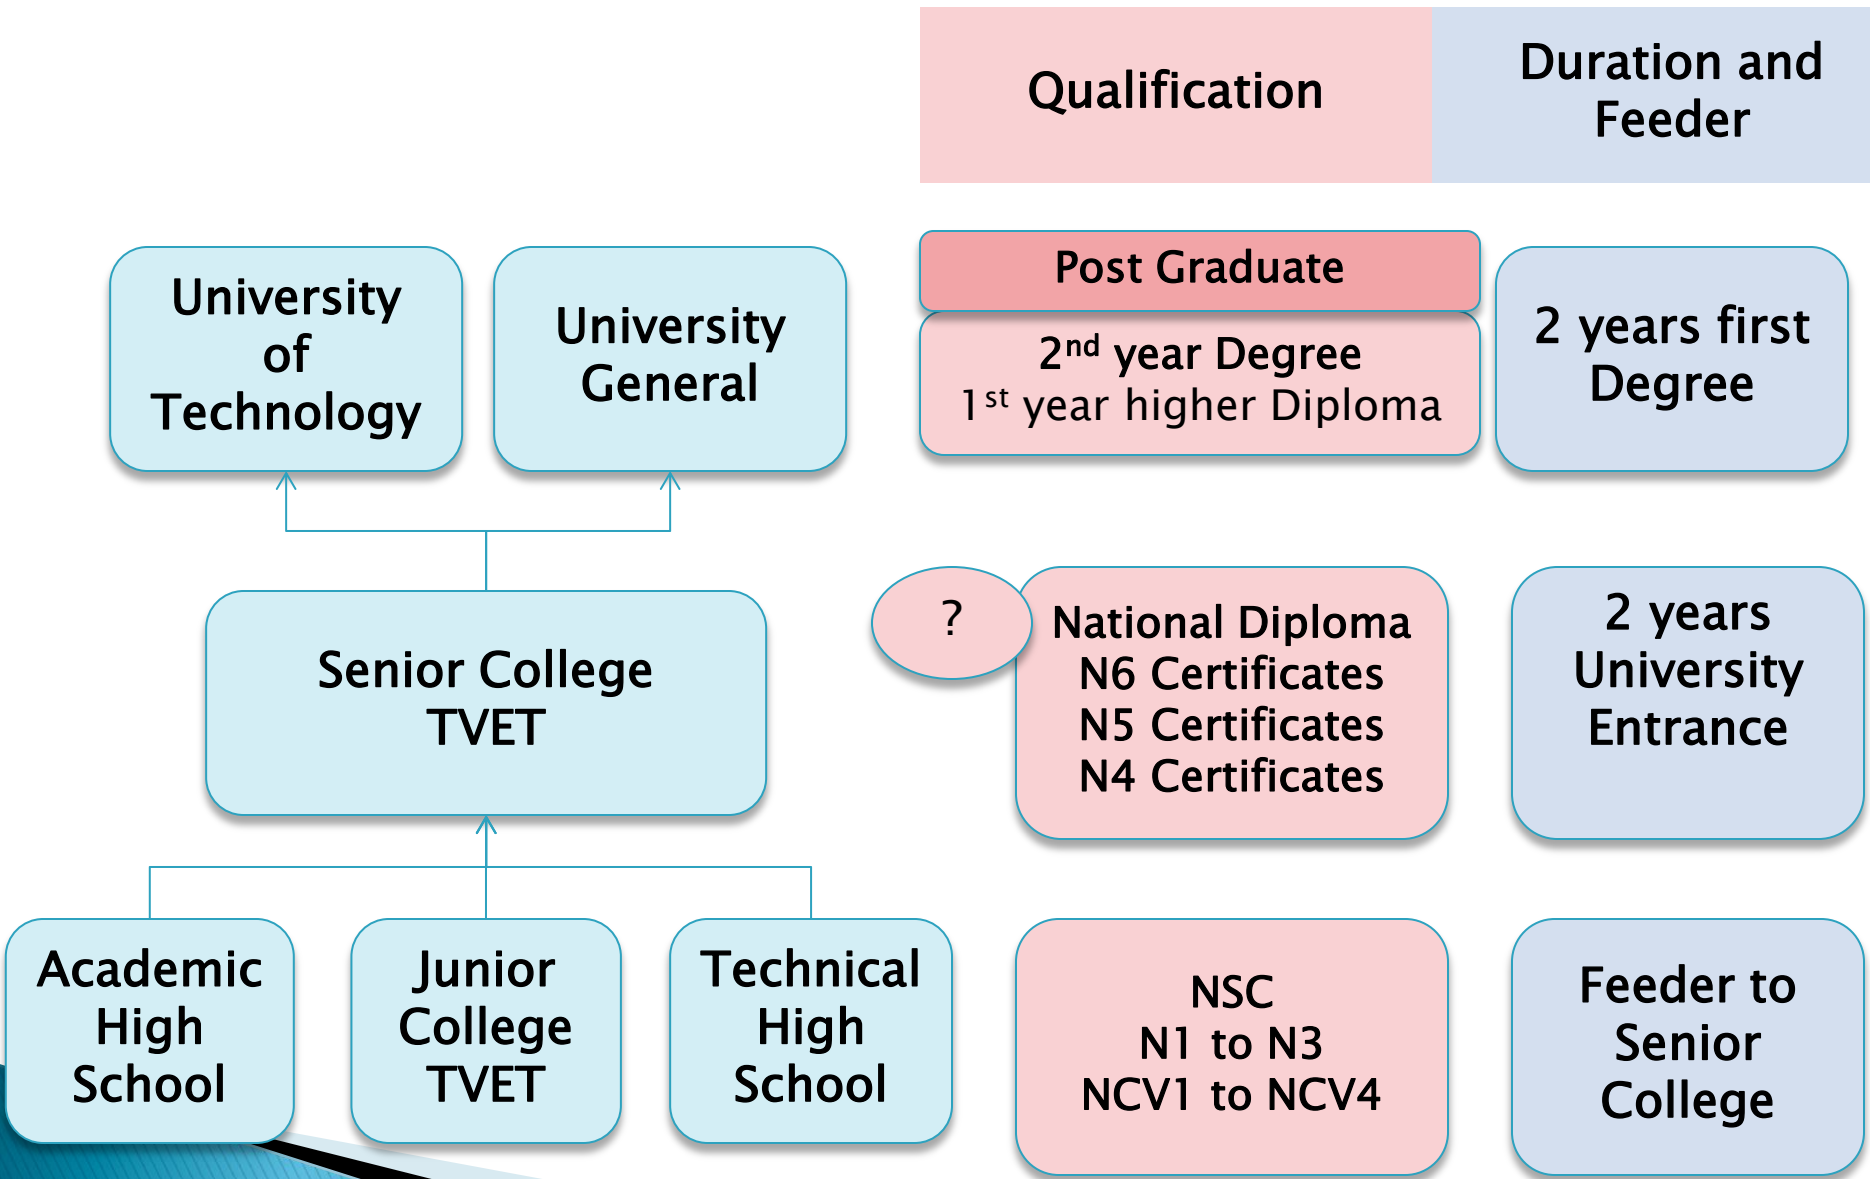 Qualification
Duration and
Feeder
University
of
Technology
University
General
Post Graduate
2nd year Degree
1st year higher Diploma
2 years first
Degree
Senior College
TVET
?
National Diploma
N6 Certificates
N5 Certificates
N4 Certificates
2 years
University
Entrance
Academic
High
School
Junior
College
TVET
Technical
High
School
NSC
N1 to N3
NCV1 to NCV4
Feeder to
Senior
College